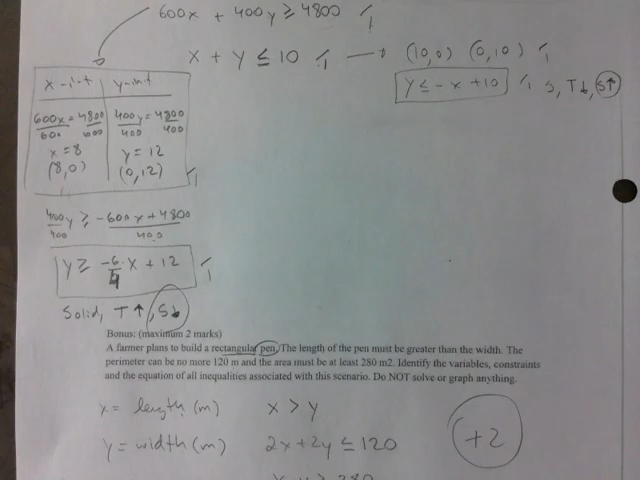 600x + 400y ≥ 4800
x + y ≤ 10 → (10,0) (0,10)
y ≤ -x + 10 S, T↓, S↑
x-int y-int
600x = 4800 400y = 4800
600 600 400 400
x = 8 y = 12
(8,0) (0,12)
400y ≥ -600x + 4800
400 400
y ≥ -6/4 x + 12
Solid, T↑, S↓
Bonus: (maximum 2 marks)
A farmer plans to build a rectangular pen. The length of the pen must be greater than the width. The
perimeter can be no more 120 m and the area must be at least 280 m2. Identify the variables, constraints
and the equation of all inequalities associated with this scenario. Do NOT solve or graph anything.
x = length (m) x > y
y = width (m) 2x + 2y ≤ 120
+2